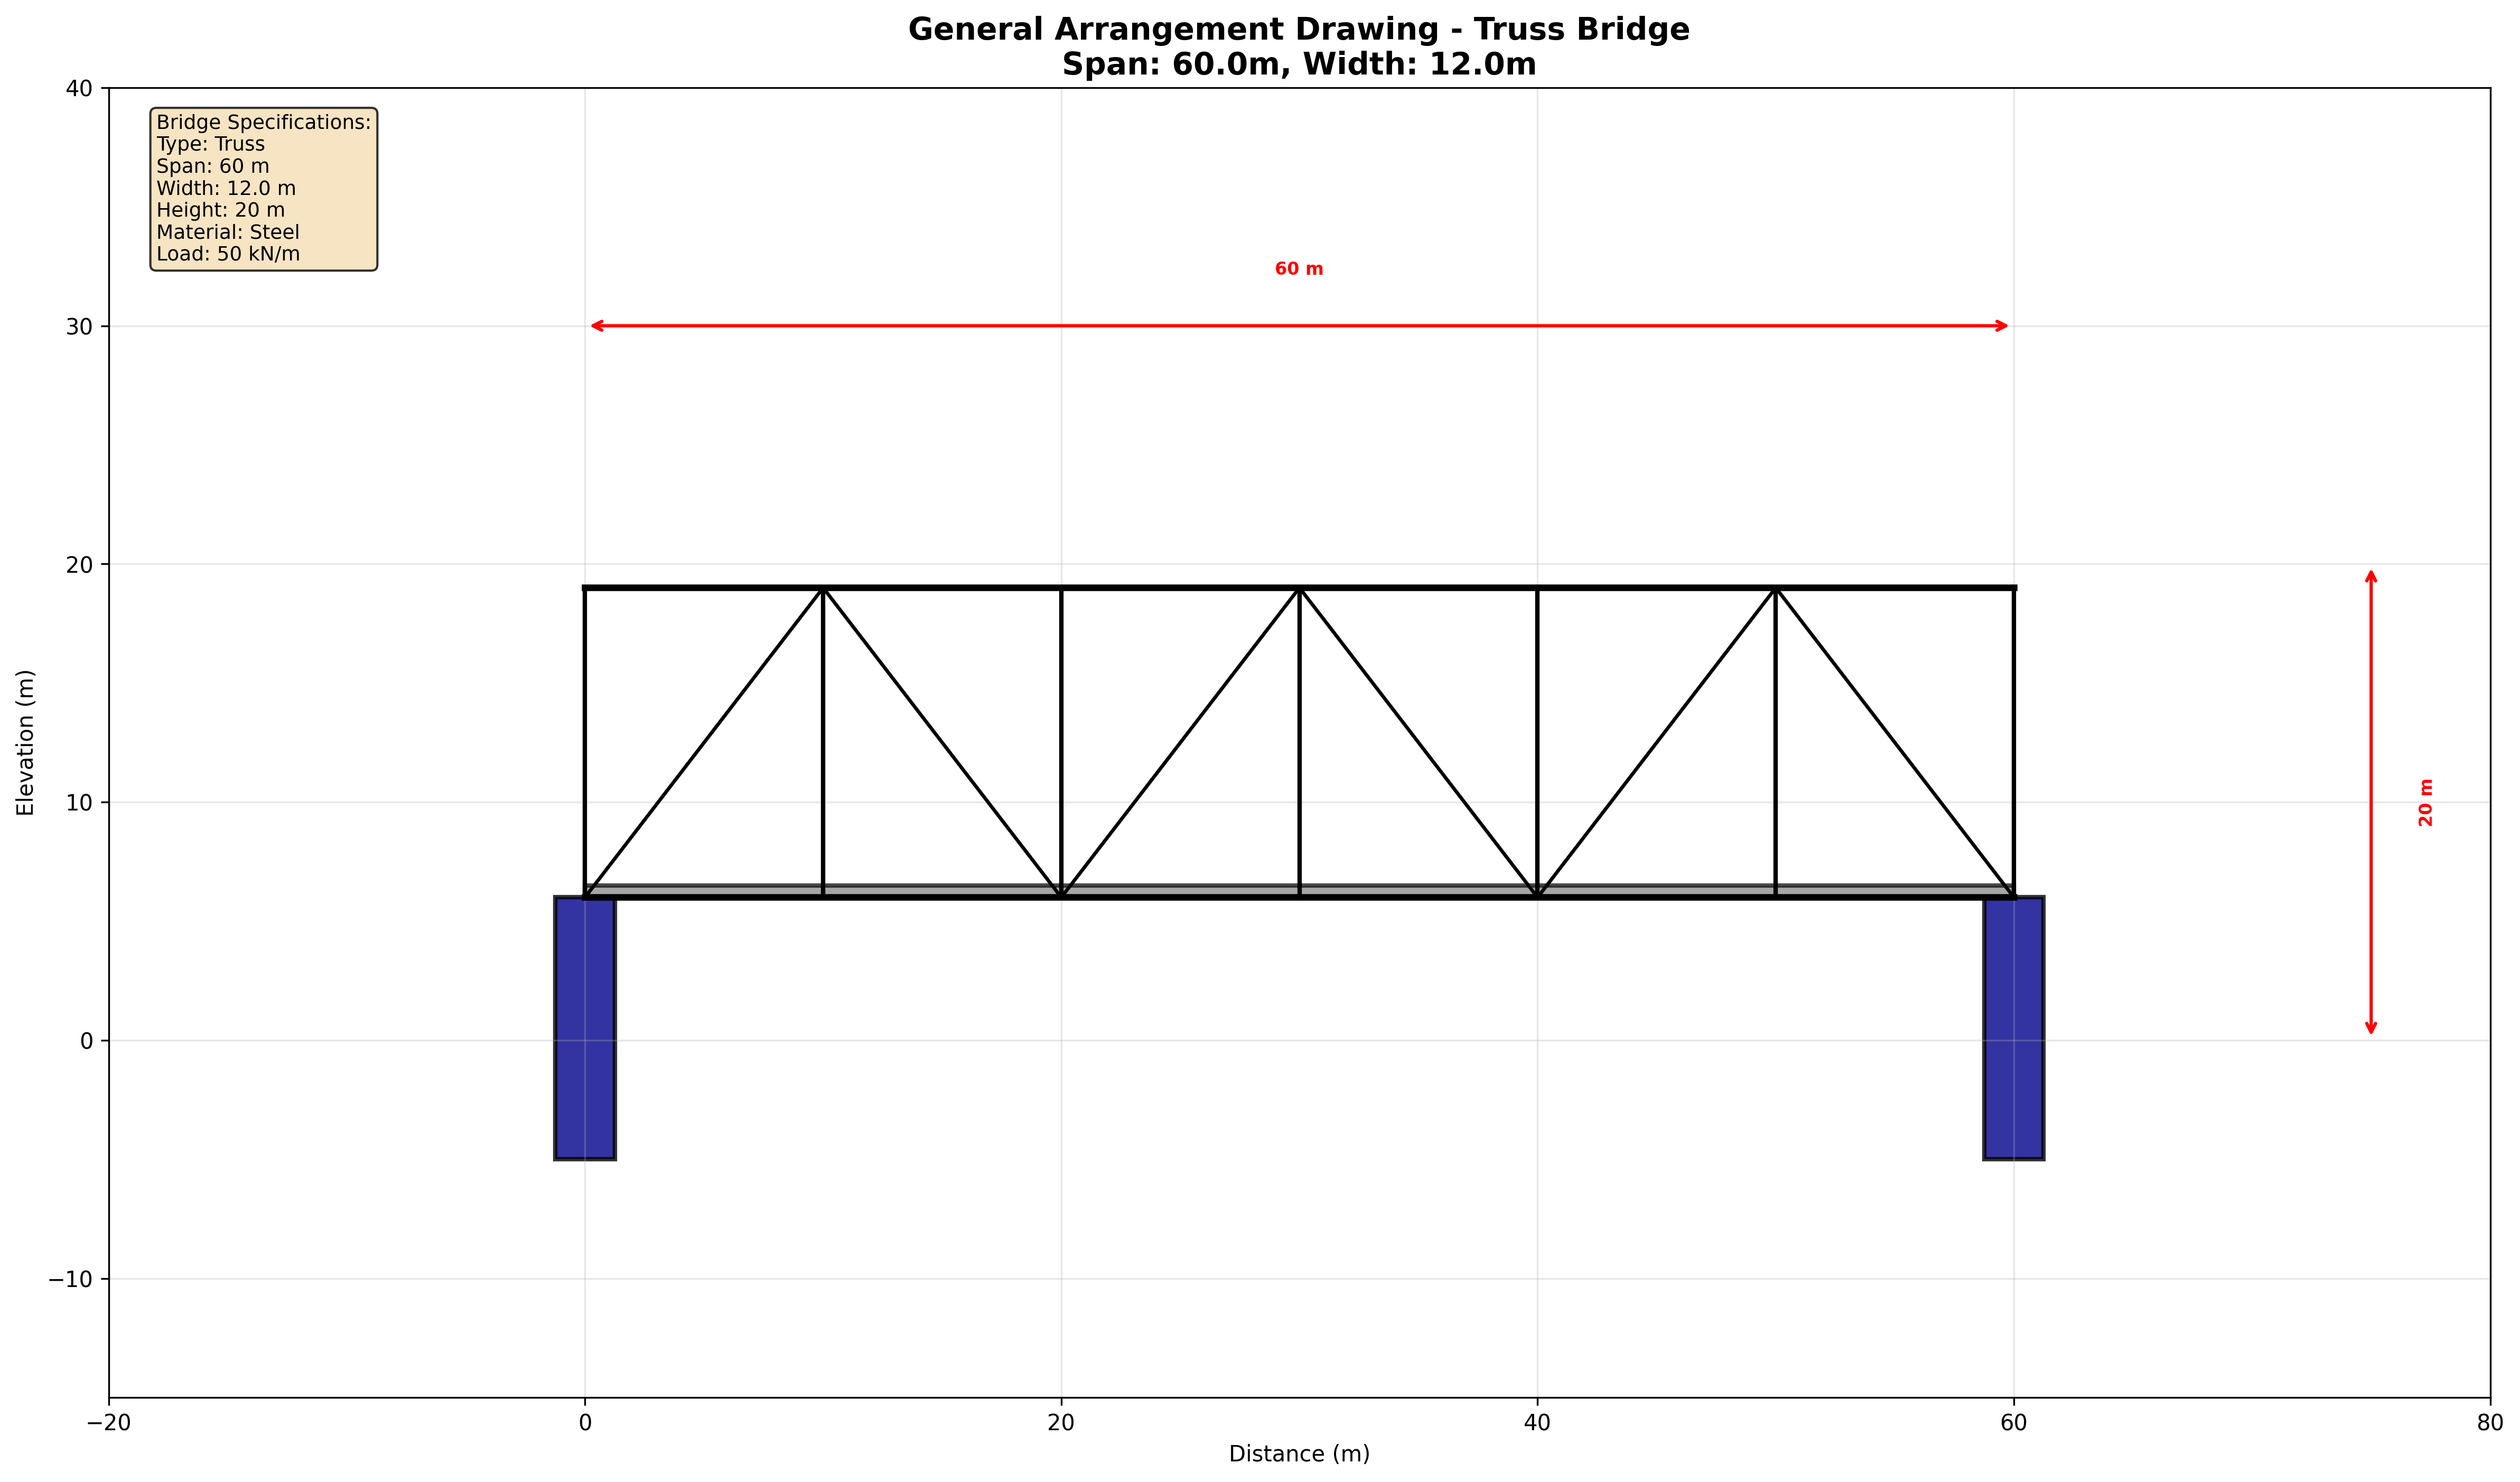 General Arrangement Drawing - Truss Bridge
Span: 60.0m, Width: 12.0m
Bridge Specifications:
Type: Truss
Span: 60 m
Width: 12.0 m
Height: 20 m
Material: Steel
Load: 50 kN/m
60 m
20 m
Elevation (m)
40
30
20
10
0
−10
−20
0
20
40
60
80
Distance (m)